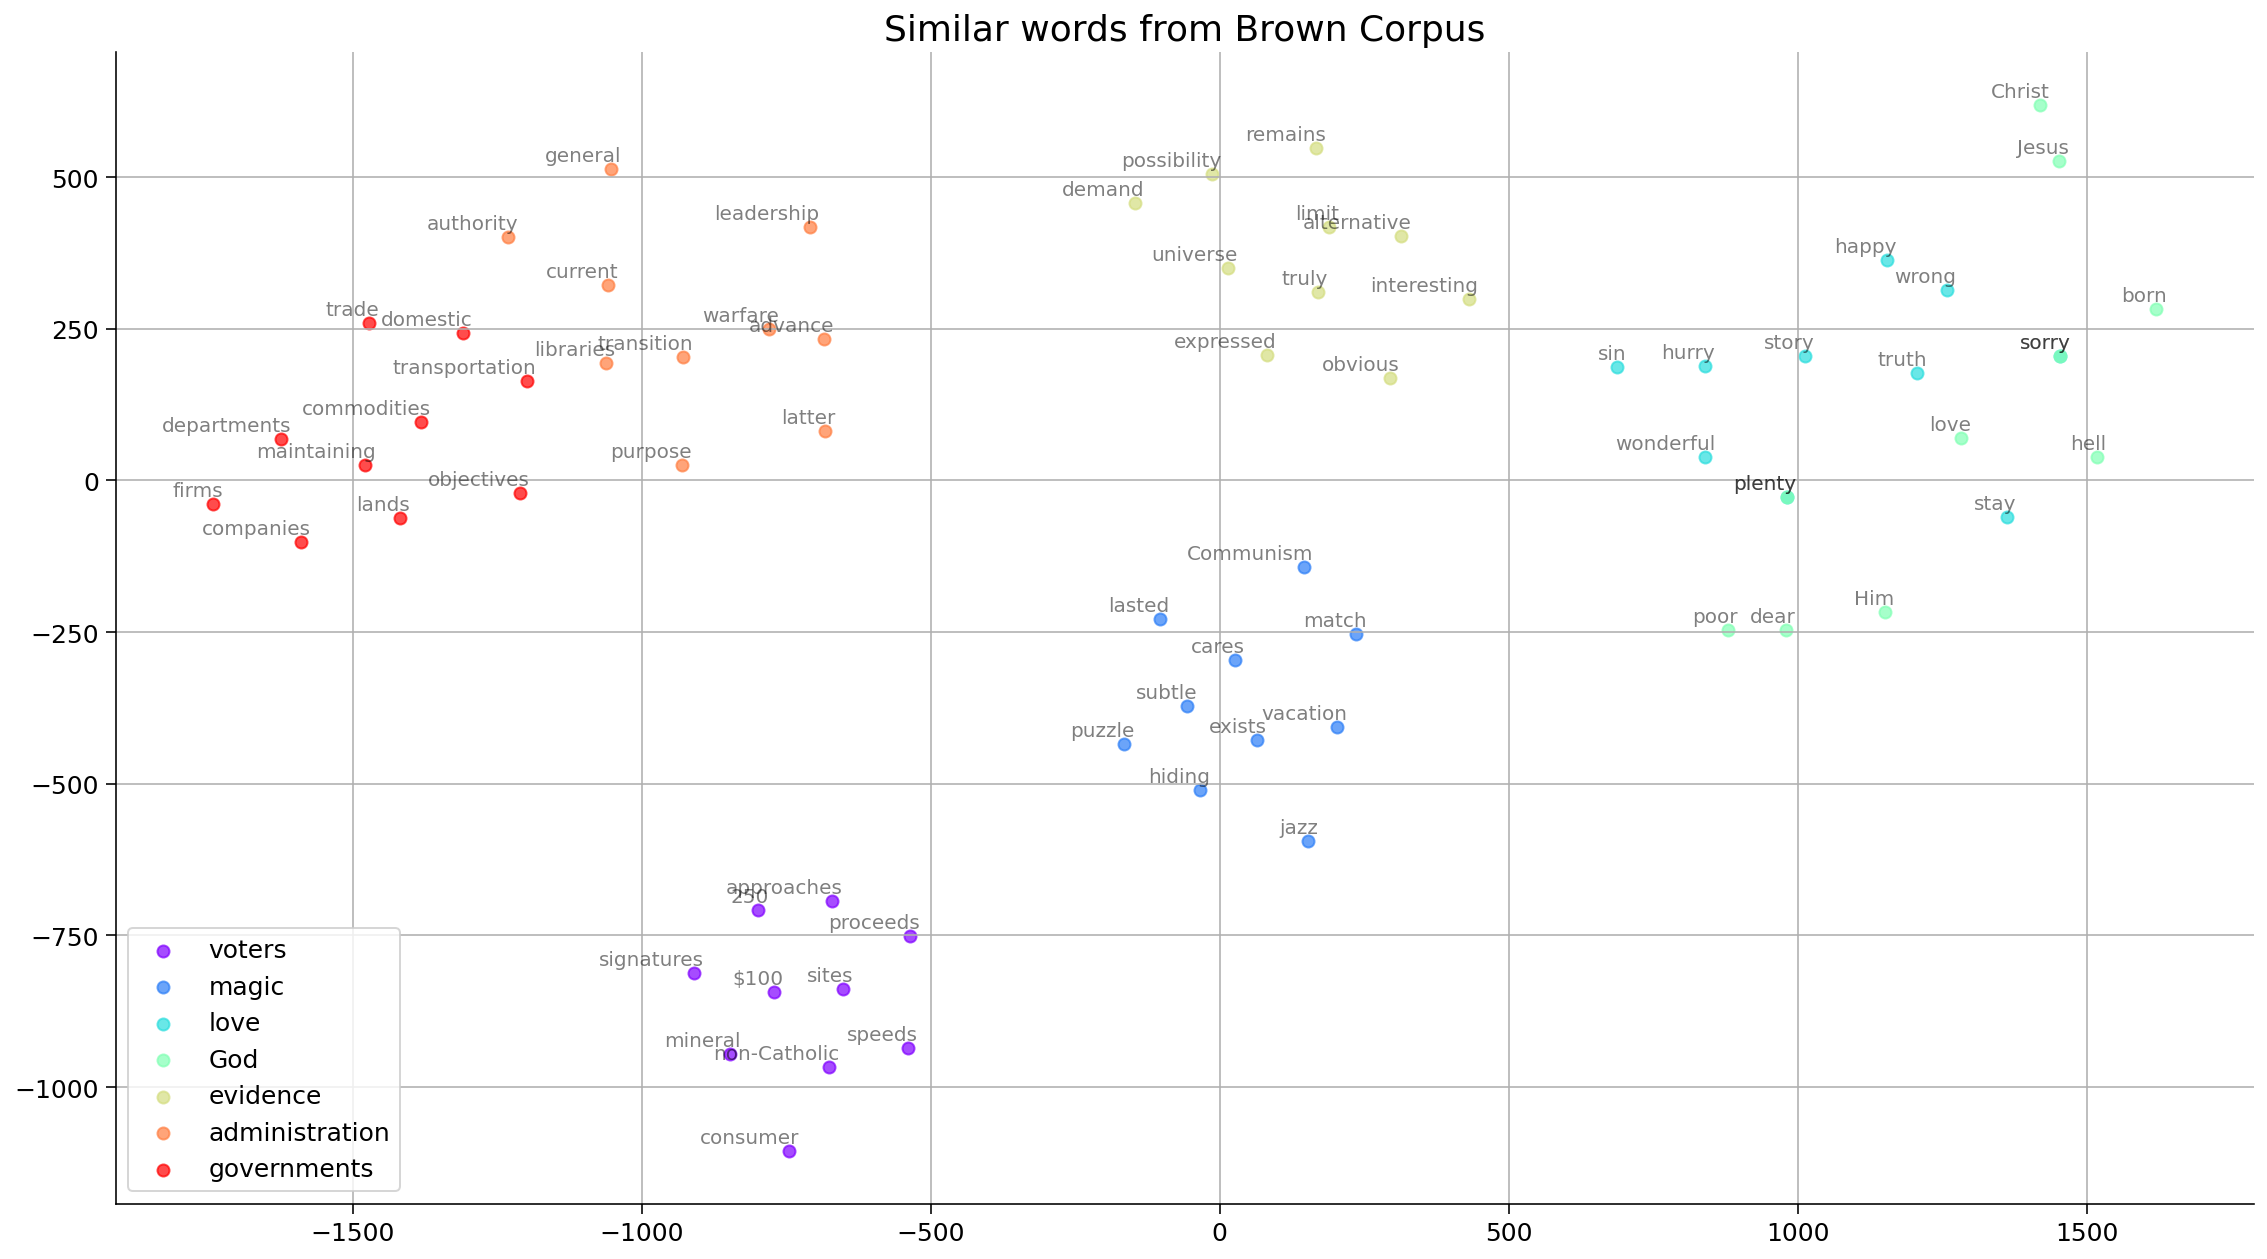 Similar words from Brown Corpus
Christ
remains
Jesus
general
possibility
demand
leadership
limit
authority
alternative
happy
universe
current
wrong
truly
interesting
born
trade
warfare
domestic
advance
expressed
transition
story
sorry
libraries
sin
hurry
truth
transportation
obvious
commodities
latter
departments
love
maintaining
purpose
wonderful
hell
objectives
plenty
firms
lands
stay
companies
Communism
lasted
Him
match
poor
dear
cares
subtle
vacation
puzzle
exists
hiding
jazz
approaches
250
proceeds
signatures
$100
sites
mineral
speeds
non-Catholic
consumer
500
250
0
−250
−500
−750
−1000
−1500
−1000
−500
0
500
1000
1500
voters
magic
love
God
evidence
administration
governments